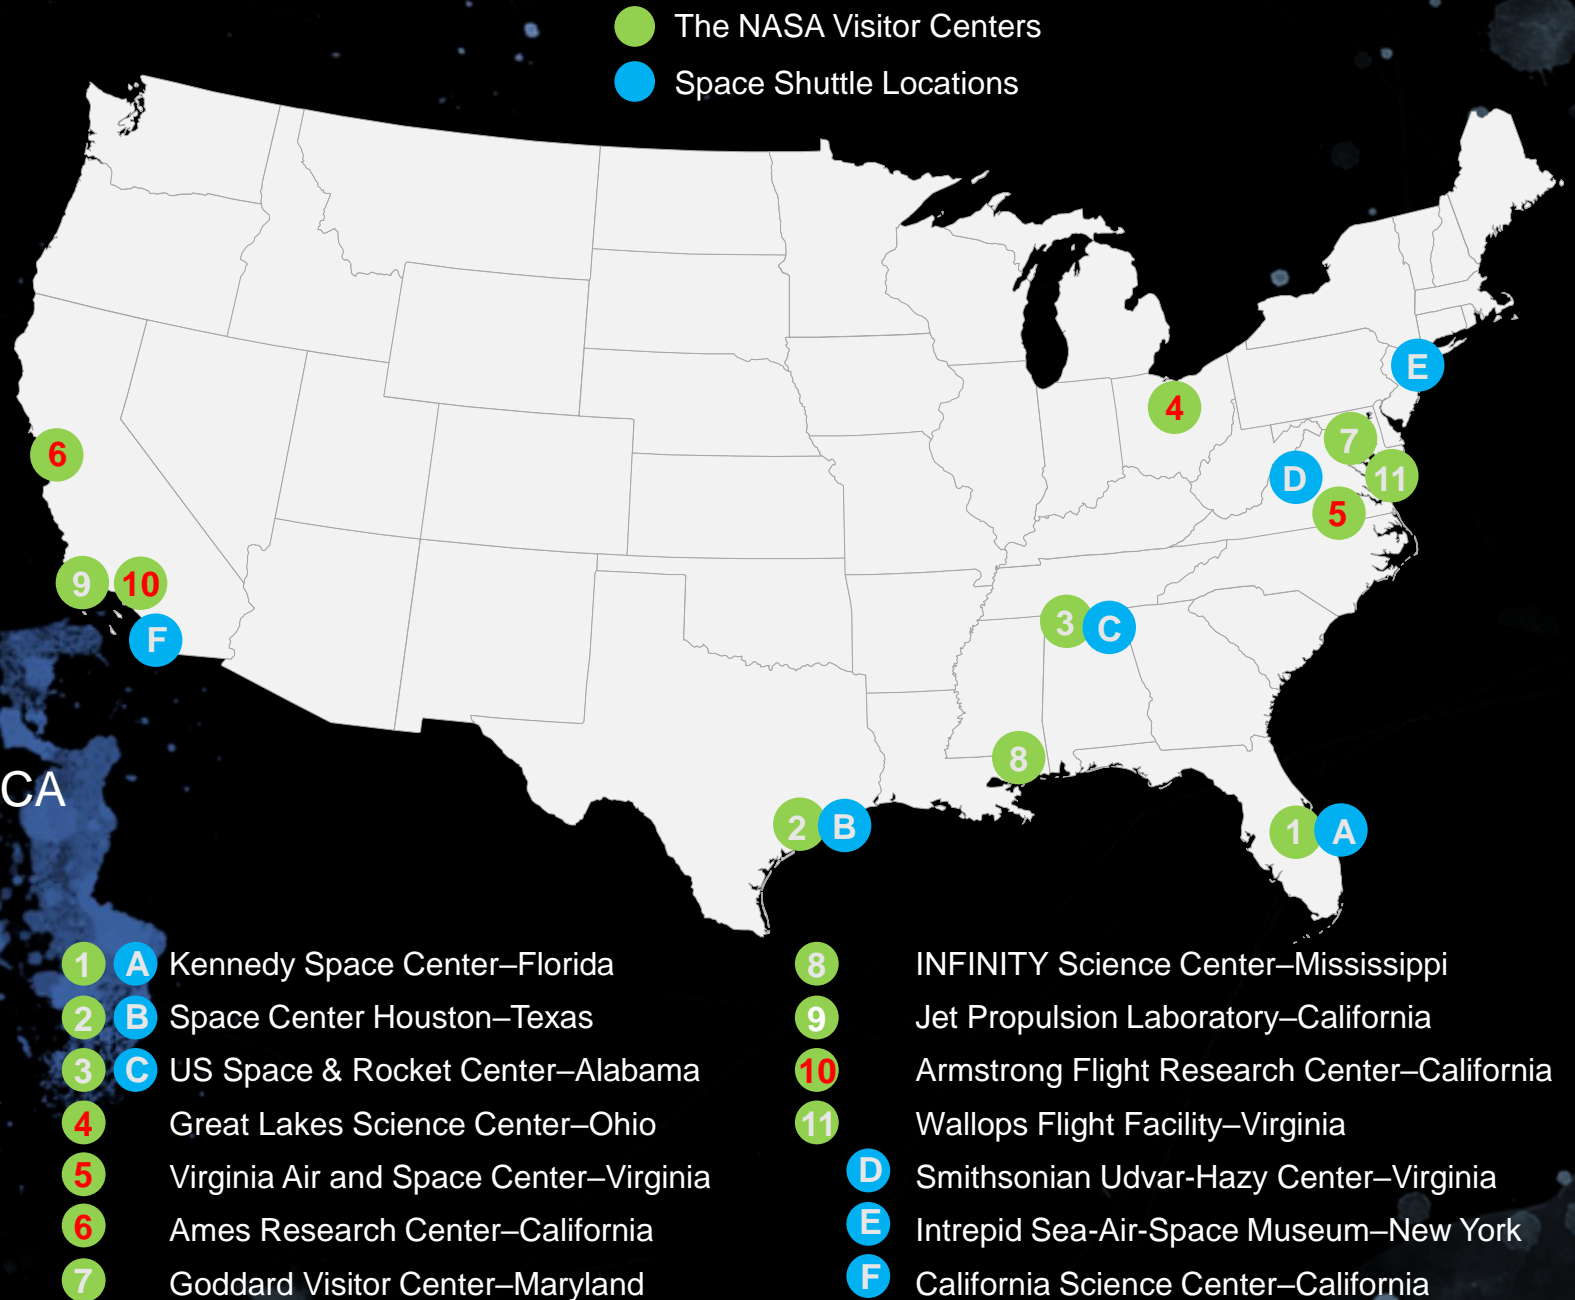 The NASA Visitor Centers
Space Shuttle Locations
E
4
7
6
D
11
5
9
10
3
C
F
8
CA
2
B
1
A
1 A Kennedy Space Center–Florida
2 B Space Center Houston–Texas
3 C US Space & Rocket Center–Alabama
4 Great Lakes Science Center–Ohio
5 Virginia Air and Space Center–Virginia
6 Ames Research Center–California
7 Goddard Visitor Center–Maryland
8 INFINITY Science Center–Mississippi
9 Jet Propulsion Laboratory–California
10 Armstrong Flight Research Center–California
11 Wallops Flight Facility–Virginia
D Smithsonian Udvar-Hazy Center–Virginia
E Intrepid Sea-Air-Space Museum–New York
F California Science Center–California